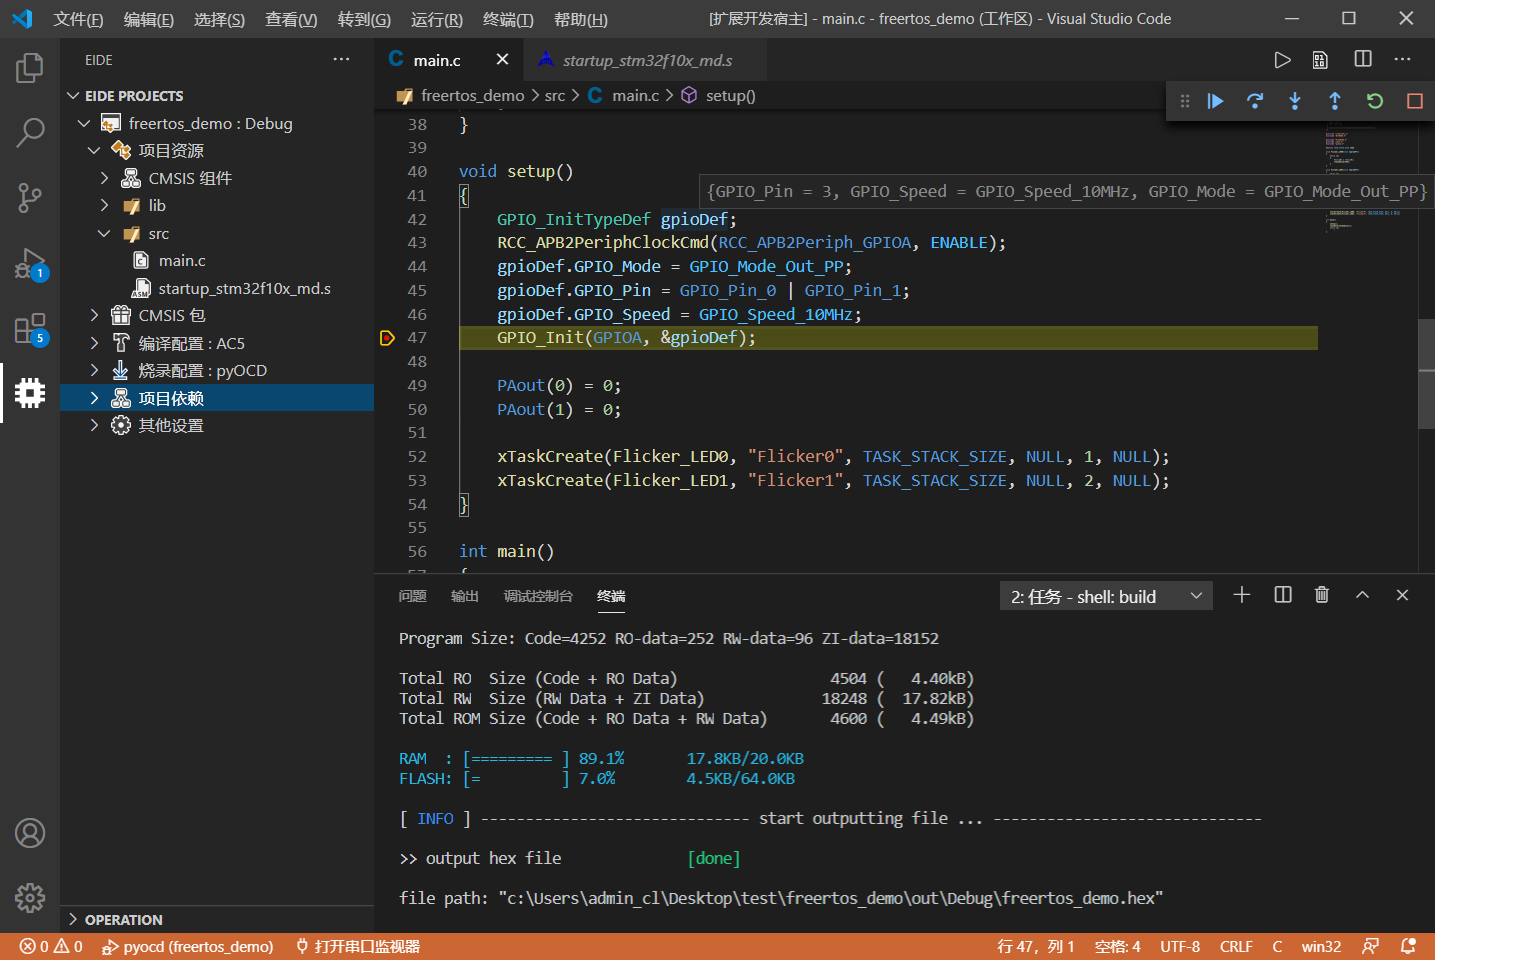 文件(F) 编辑(E) 选择(S) 查看(V) 转到(G) 运行(R) 终端(T) 帮助(H) [扩展开发宿主] - main.c - freertos_demo (工作区) - Visual Studio Code
EIDE
EIDE PROJECTS
freertos_demo : Debug
项目资源
CMSIS 组件
lib
src
main.c
startup_stm32f10x_md.s
CMSIS 包
编译配置 : AC5
烧录配置 : pyOCD
项目依赖
其他设置
OPERATION
1
5
main.c startup_stm32f10x_md.s
freertos_demo > src > C main.c > setup()
38 }
39
40 void setup()
{GPIO_Pin = 3, GPIO_Speed = GPIO_Speed_10MHz, GPIO_Mode = GPIO_Mode_Out_PP}
41 {
42 GPIO_InitTypeDef gpioDef;
43 RCC_APB2PeriphClockCmd(RCC_APB2Periph_GPIOA, ENABLE);
44 gpioDef.GPIO_Mode = GPIO_Mode_Out_PP;
45 gpioDef.GPIO_Pin = GPIO_Pin_0 | GPIO_Pin_1;
46 gpioDef.GPIO_Speed = GPIO_Speed_10MHz;
47 GPIO_Init(GPIOA, &gpioDef);
48
49 PAout(0) = 0;
50 PAout(1) = 0;
51
52 xTaskCreate(Flicker_LED0, "Flicker0", TASK_STACK_SIZE, NULL, 1, NULL);
53 xTaskCreate(Flicker_LED1, "Flicker1", TASK_STACK_SIZE, NULL, 2, NULL);
54 }
55
56 int main()
问题 输出 调试控制台 终端 2: 任务 - shell: build
Program Size: Code=4252 RO-data=252 RW-data=96 ZI-data=18152
Total RO Size (Code + RO Data) 4504 ( 4.40kB)
Total RW Size (RW Data + ZI Data) 18248 ( 17.82kB)
Total ROM Size (Code + RO Data + RW Data) 4600 ( 4.49kB)
RAM : [========= ] 89.1% 17.8KB/20.0KB
FLASH: [= ] 7.0% 4.5KB/64.0KB
[ INFO ] ------------------------------ start outputting file ... ------------------------------
>> output hex file [done]
file path: "c:\Users\admin_cl\Desktop\test\freertos_demo\out\Debug\freertos_demo.hex"
0 0 pyocd (freertos_demo) 打开串口监视器 行 47，列 1 空格: 4 UTF-8 CRLF C win32